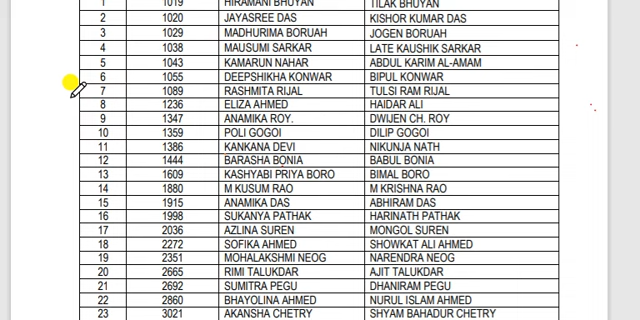 1 1019 HIRAMANI BHUYAN TILAK BHUYAN
2 1020 JAYASREE DAS KISHOR KUMAR DAS
3 1029 MADHURIMA BORUAH JOGEN BORUAH
4 1038 MAUSUMI SARKAR LATE KAUSHIK SARKAR
5 1043 KAMARUN NAHAR ABDUL KARIM AL-AMAM
6 1055 DEEPSHIKHA KONWAR BIPUL KONWAR
7 1089 RASHMITA RIJAL TULSI RAM RIJAL
8 1236 ELIZA AHMED HAIDAR ALI
9 1347 ANAMIKA ROY. DWIJEN CH. ROY
10 1359 POLI GOGOI DILIP GOGOI
11 1386 KANKANA DEVI NIKUNJA NATH
12 1444 BARASHA BONIA BABUL BONIA
13 1609 KASHYABI PRIYA BORO BIMAL BORO
14 1880 M KUSUM RAO M KRISHNA RAO
15 1915 ANAMIKA DAS ABHIRAM DAS
16 1998 SUKANYA PATHAK HARINATH PATHAK
17 2036 AZLINA SUREN MONGOL SUREN
18 2272 SOFIKA AHMED SHOWKAT ALI AHMED
19 2351 MOHALAKSHMI NEOG NARENDRA NEOG
20 2665 RIMI TALUKDAR AJIT TALUKDAR
21 2692 SUMITRA PEGU DHANIRAM PEGU
22 2860 BHAYOLINA AHMED NURUL ISLAM AHMED
23 3021 AKANSHA CHETRY SHYAM BAHADUR CHETRY